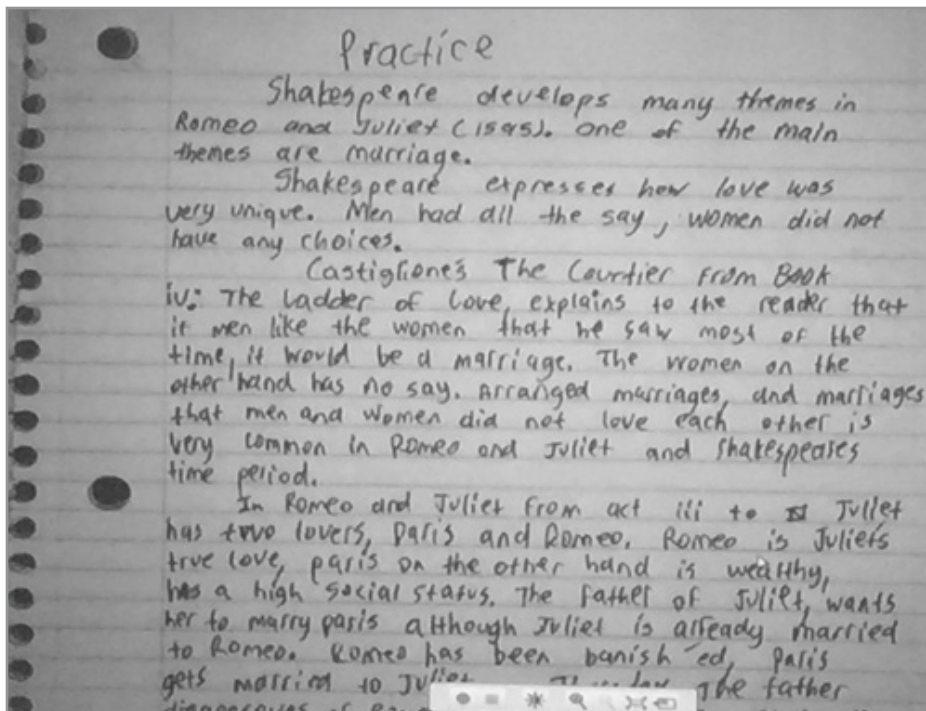 Practice
Shakespeare develops many themes in
Romeo and Juliet (1595). One of the main
themes are marriage.
Shakespeare expresses how love was
very unique. Men had all the say, women did not
have any choices.
Castiglione's The Courtier From Book
iv: The Ladder of Love, explains to the reader that
if men like the women that he saw most of the
time, it would be a marriage. The women on the
other hand has no say. Arranged marriages, and marriages
that men and women did not love each other is
very common in Romeo and Juliet and Shakespeares
time period.
In Romeo and Juliet From act iii to Juliet
has two lovers, Paris and Romeo. Romeo is Juliets
true love, paris on the other hand is wealthy,
has a high social status. The father of Juliet, wants
her to marry paris although Juliet is already married
to Romeo. Romeo has been banish ed, Paris
gets married to The father